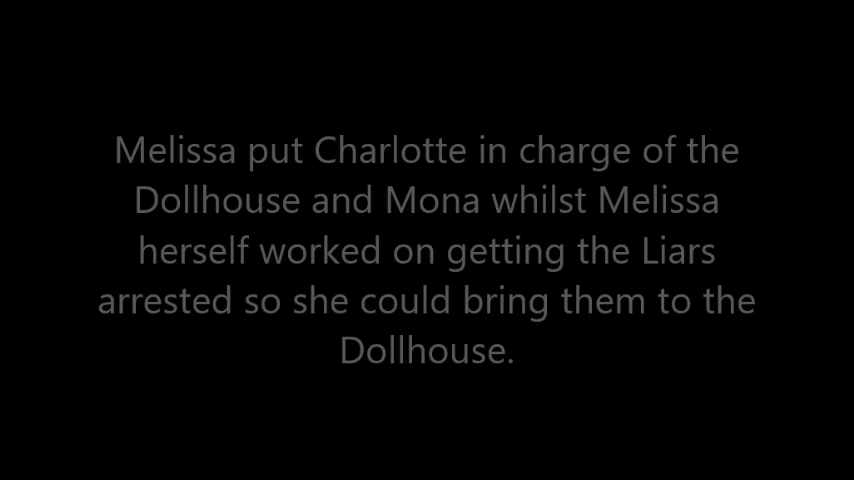 Melissa put Charlotte in charge of the
Dollhouse and Mona whilst Melissa
herself worked on getting the Liars
arrested so she could bring them to the
Dollhouse.